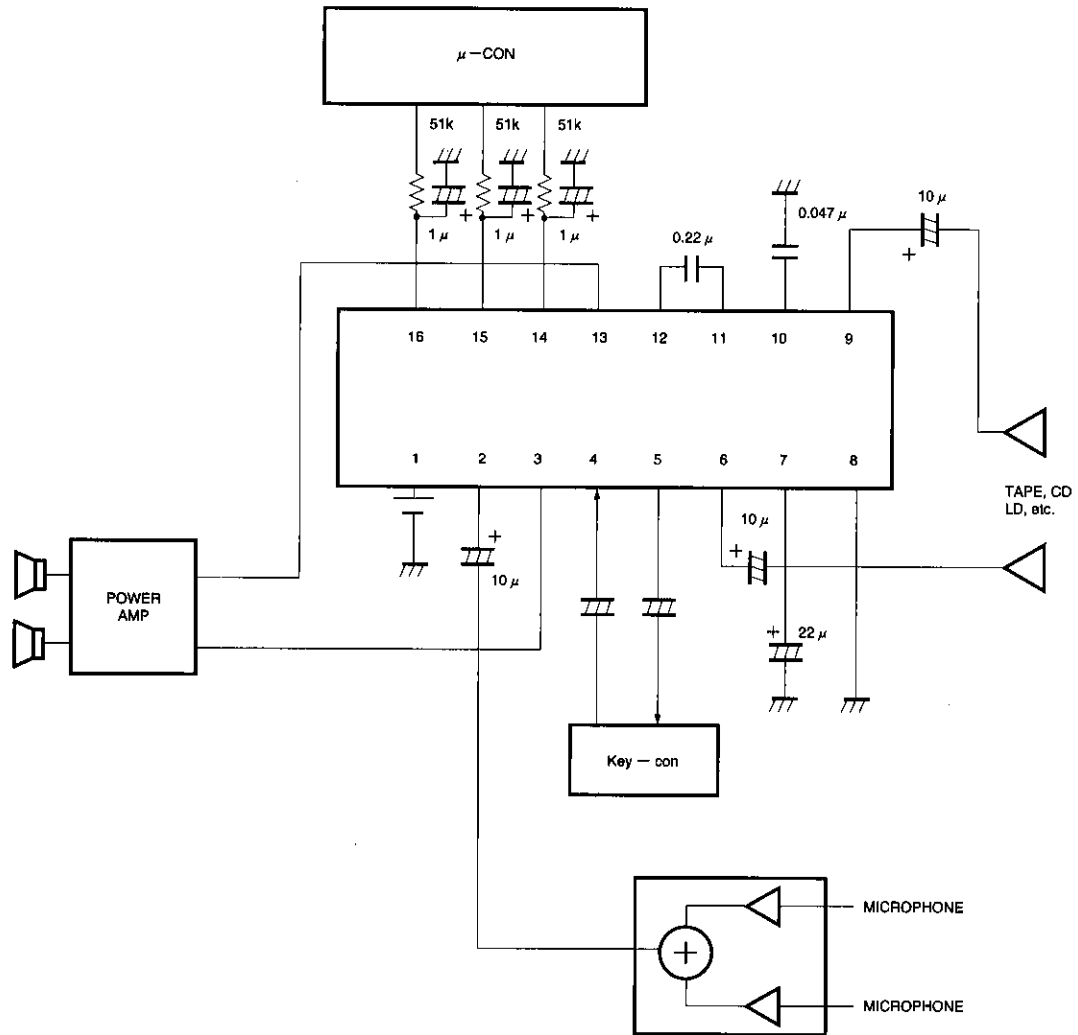 μ-CON
51k 51k 51k
1 μ 1 μ 1 μ
0.22 μ
0.047 μ
10 μ
16 15 14 13 12 11 10 9
1 2 3 4 5 6 7 8
TAPE, CD
LD, etc.
10 μ
10 μ
22 μ
POWER
AMP
Key - con
MICROPHONE
MICROPHONE